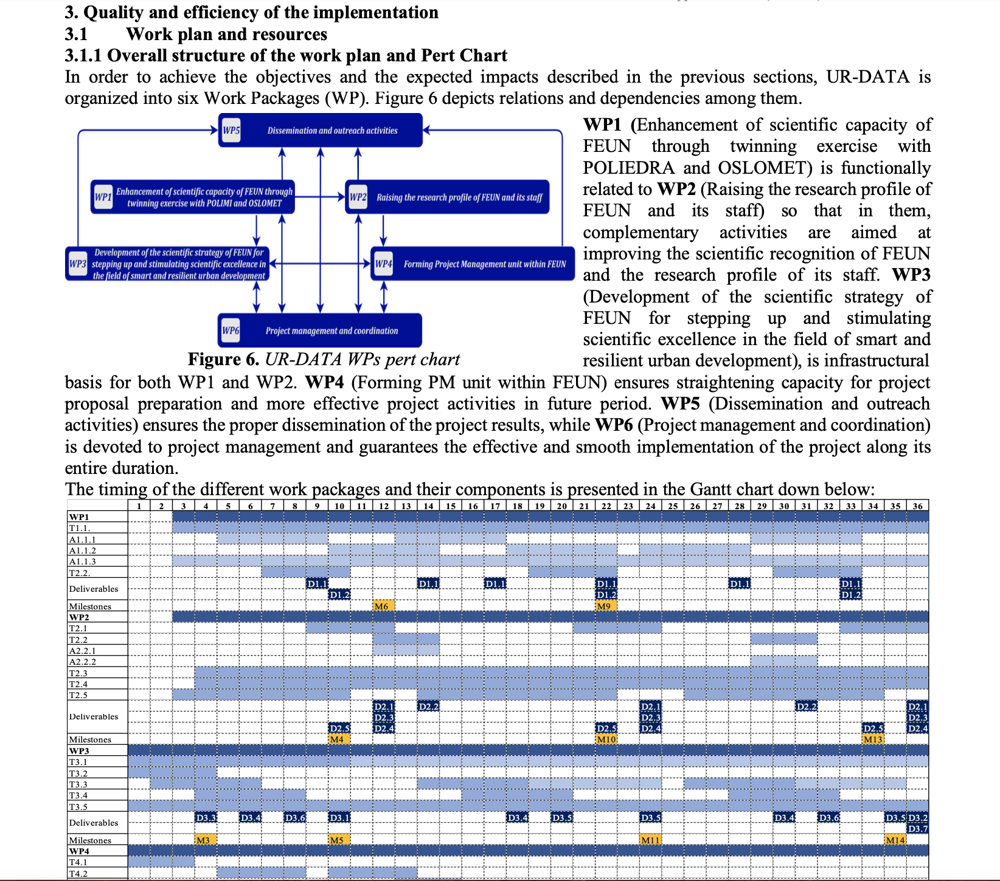 3. Quality and efficiency of the implementation
3.1 Work plan and resources
3.1.1 Overall structure of the work plan and Pert Chart
In order to achieve the objectives and the expected impacts described in the previous sections, UR-DATA is
organized into six Work Packages (WP). Figure 6 depicts relations and dependencies among them.
WP5 Dissemination and outreach activities
WP1 Enhancement of scientific capacity of FEUN through
twinning exercise with POLIMI and OSLOMET
WP2 Raising the research profile of FEUN and its staff
WP3 Development of the scientific strategy of FEUN for
stepping up and stimulating scientific excellence in
the field of smart and resilient urban development
WP4 Forming Project Management unit within FEUN
WP6 Project management and coordination
Figure 6. UR-DATA WPs pert chart
WP1 (Enhancement of scientific capacity of
FEUN through twinning exercise with
POLIEDRA and OSLOMET) is functionally
related to WP2 (Raising the research profile of
FEUN and its staff) so that in them,
complementary activities are aimed at
improving the scientific recognition of FEUN
and the research profile of its staff. WP3
(Development of the scientific strategy of
FEUN for stepping up and stimulating
scientific excellence in the field of smart and
resilient urban development), is infrastructural
basis for both WP1 and WP2. WP4 (Forming PM unit within FEUN) ensures straightening capacity for project
proposal preparation and more effective project activities in future period. WP5 (Dissemination and outreach
activities) ensures the proper dissemination of the project results, while WP6 (Project management and coordination)
is devoted to project management and guarantees the effective and smooth implementation of the project along its
entire duration.
The timing of the different work packages and their components is presented in the Gantt chart down below:
1 2 3 4 5 6 7 8 9 10 11 12 13 14 15 16 17 18 19 20 21 22 23 24 25 26 27 28 29 30 31 32 33 34 35 36
WP1
T1.1.
A1.1.1
A1.1.2
A1.1.3
T2.2.
Deliverables
D1.1 D1.1 D1.1 D1.1 D1.1 D1.1
D1.2 D1.2 D1.2
Milestones M6 M9
WP2
T2.1
T2.2
A2.2.1
A2.2.2
T2.3
T2.4
T2.5
Deliverables
D2.1 D2.2 D2.1 D2.2 D2.1
D2.3 D2.3 D2.3
D2.5 D2.4 D2.5 D2.4 D2.5 D2.4
Milestones M4 M10 M13
WP3
T3.1
T3.2
T3.3
T3.4
T3.5
Deliverables
D3.3 D3.4 D3.6 D3.1 D3.4 D3.5 D3.5 D3.4 D3.6 D3.5 D3.2
D3.7
Milestones M3 M5 M11 M14
WP4
T4.1
T4.2